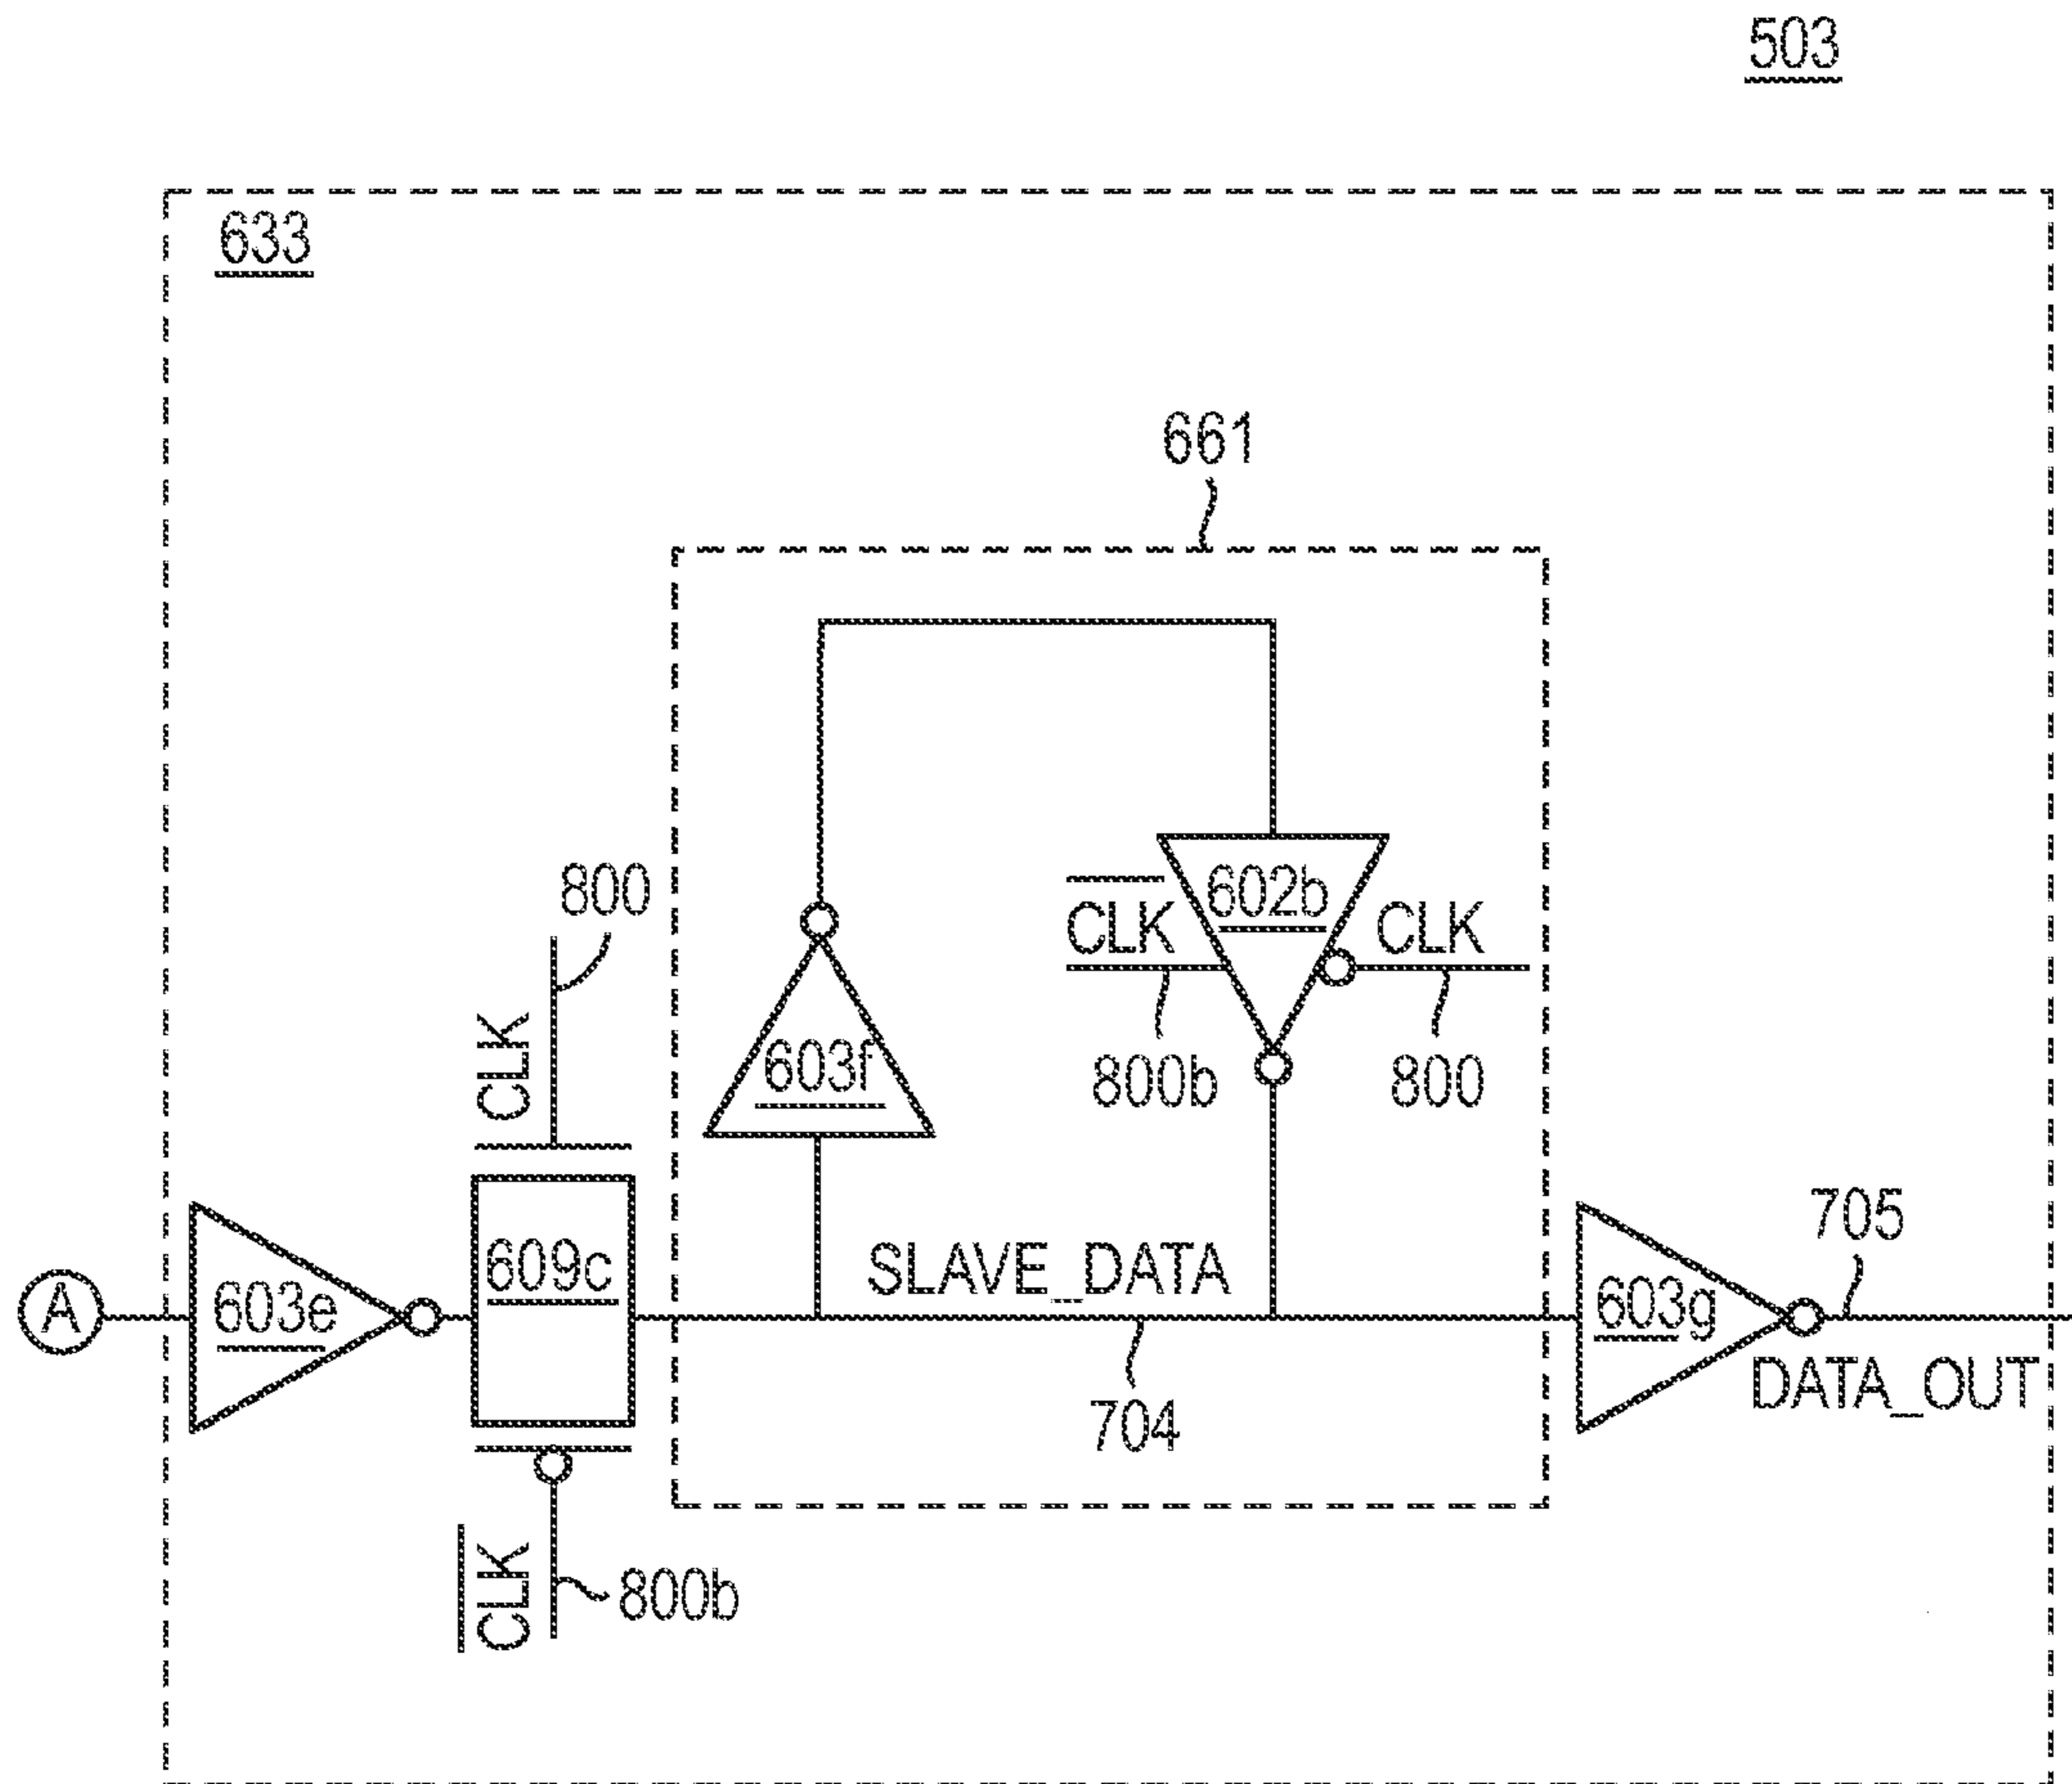 503
633
661
800
CLK
602b
CLK
CLK
603f
800b
800
705
609c
SLAVE_DATA
A
603e
603g
DATA_OUT
704
CLK
800b